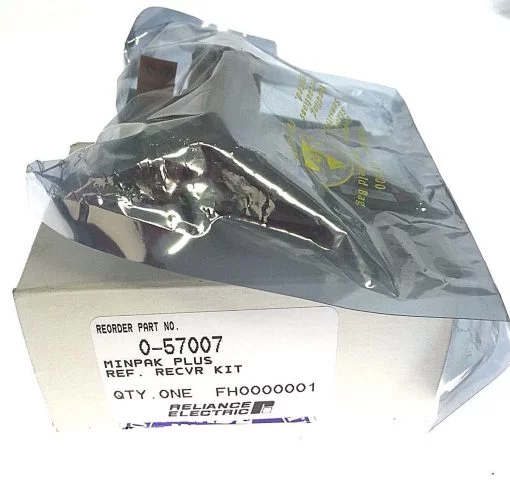 REORDER PART NO.
0-57007
MINPAK PLUS
REF. RECVR KIT
QTY.ONE FH0000001
RELIANCE
ELECTRIC